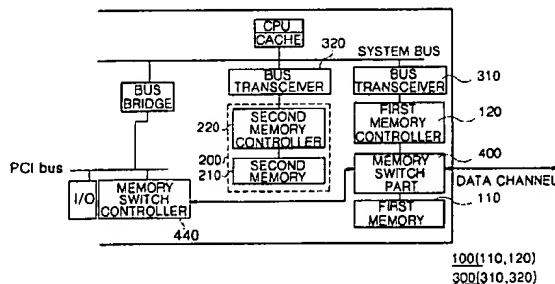 CPU
CACHE
320
SYSTEM BUS
BUS
TRANSCEIVER
BUS
TRANSCEIVER
310
BUS
BRIDGE
220
SECOND
MEMORY
CONTROLLER
FIRST
MEMORY
CONTROLLER
120
200
210
SECOND
MEMORY
400
PCI bus
MEMORY
SWITCH
PART
DATA CHANNEL
I/O
MEMORY
SWITCH
CONTROLLER
440
110
FIRST
MEMORY
100(110,120)
300(310,320)